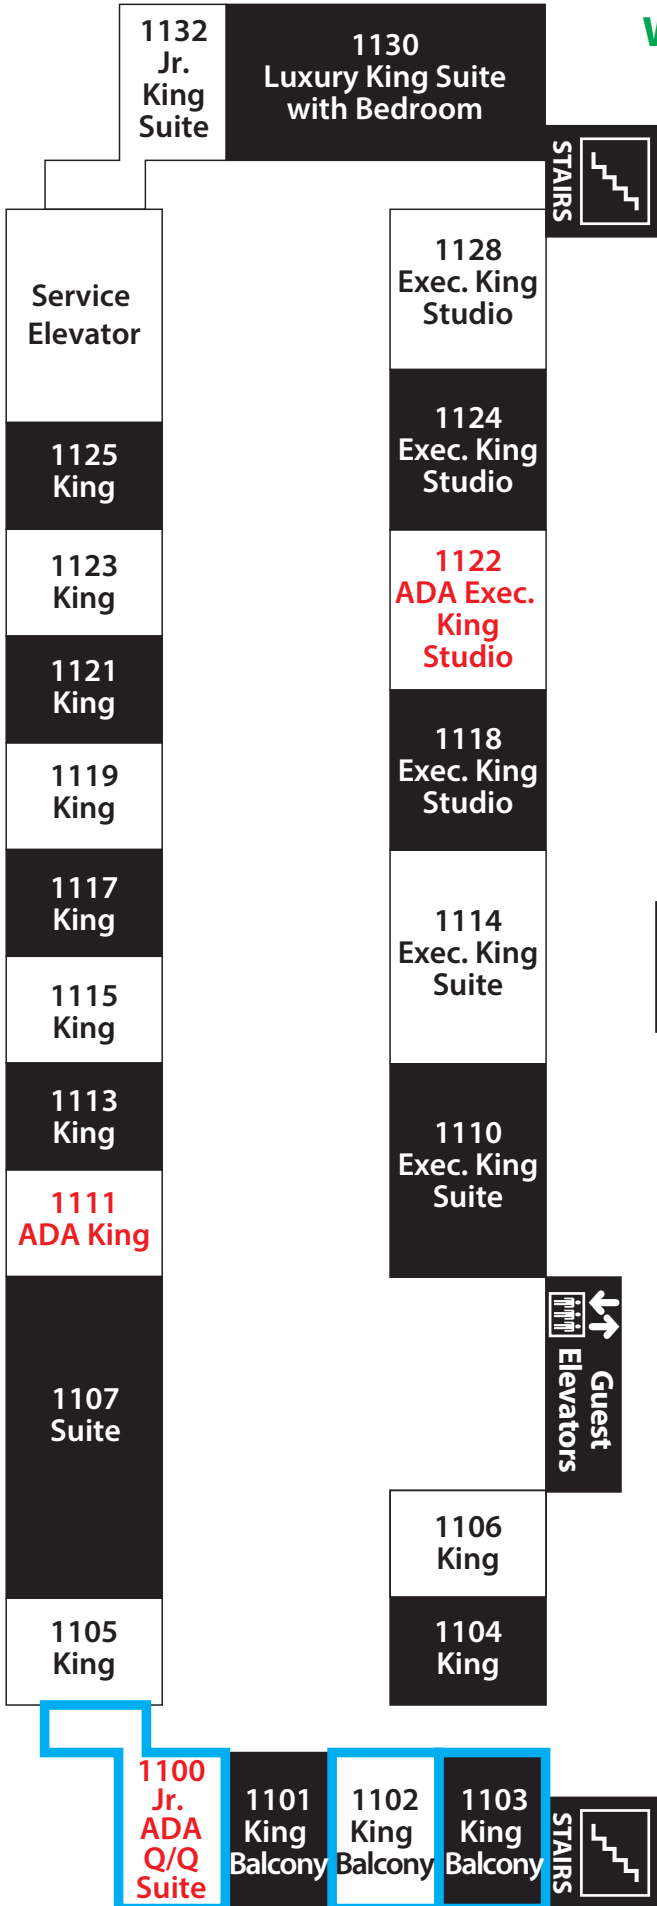 1132
Jr.
King
Suite
1130
Luxury King Suite
with Bedroom
STAIRS
Service
Elevator
1128
Exec. King
Studio
1125
King
1124
Exec. King
Studio
1123
King
1122
ADA Exec.
King
Studio
1121
King
1118
Exec. King
Studio
1119
King
1117
King
1114
Exec. King
Suite
1115
King
1113
King
1110
Exec. King
Suite
1111
ADA King
Guest
Elevators
1107
Suite
1106
King
1105
King
1104
King
1100
Jr.
ADA
Q/Q
Suite
1101
King
Balcony
1102
King
Balcony
1103
King
Balcony
STAIRS